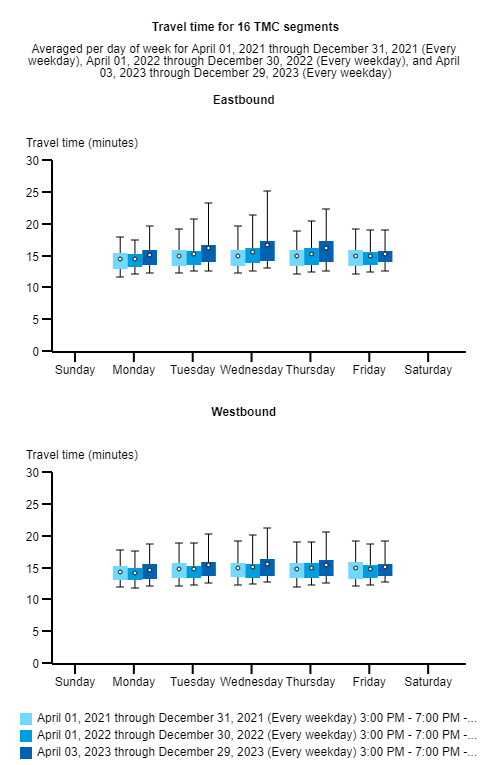 Travel time for 16 TMC segments
Averaged per day of week for April 01, 2021 through December 31, 2021 (Every
weekday), April 01, 2022 through December 30, 2022 (Every weekday), and April
03, 2023 through December 29, 2023 (Every weekday)
Eastbound
Travel time (minutes)
30
25
20
15
10
5
0
Sunday Monday Tuesday Wednesday Thursday Friday Saturday
Westbound
Travel time (minutes)
30
25
20
15
10
5
0
Sunday Monday Tuesday Wednesday Thursday Friday Saturday
April 01, 2021 through December 31, 2021 (Every weekday) 3:00 PM - 7:00 PM -...
April 01, 2022 through December 30, 2022 (Every weekday) 3:00 PM - 7:00 PM -...
April 03, 2023 through December 29, 2023 (Every weekday) 3:00 PM - 7:00 PM -...